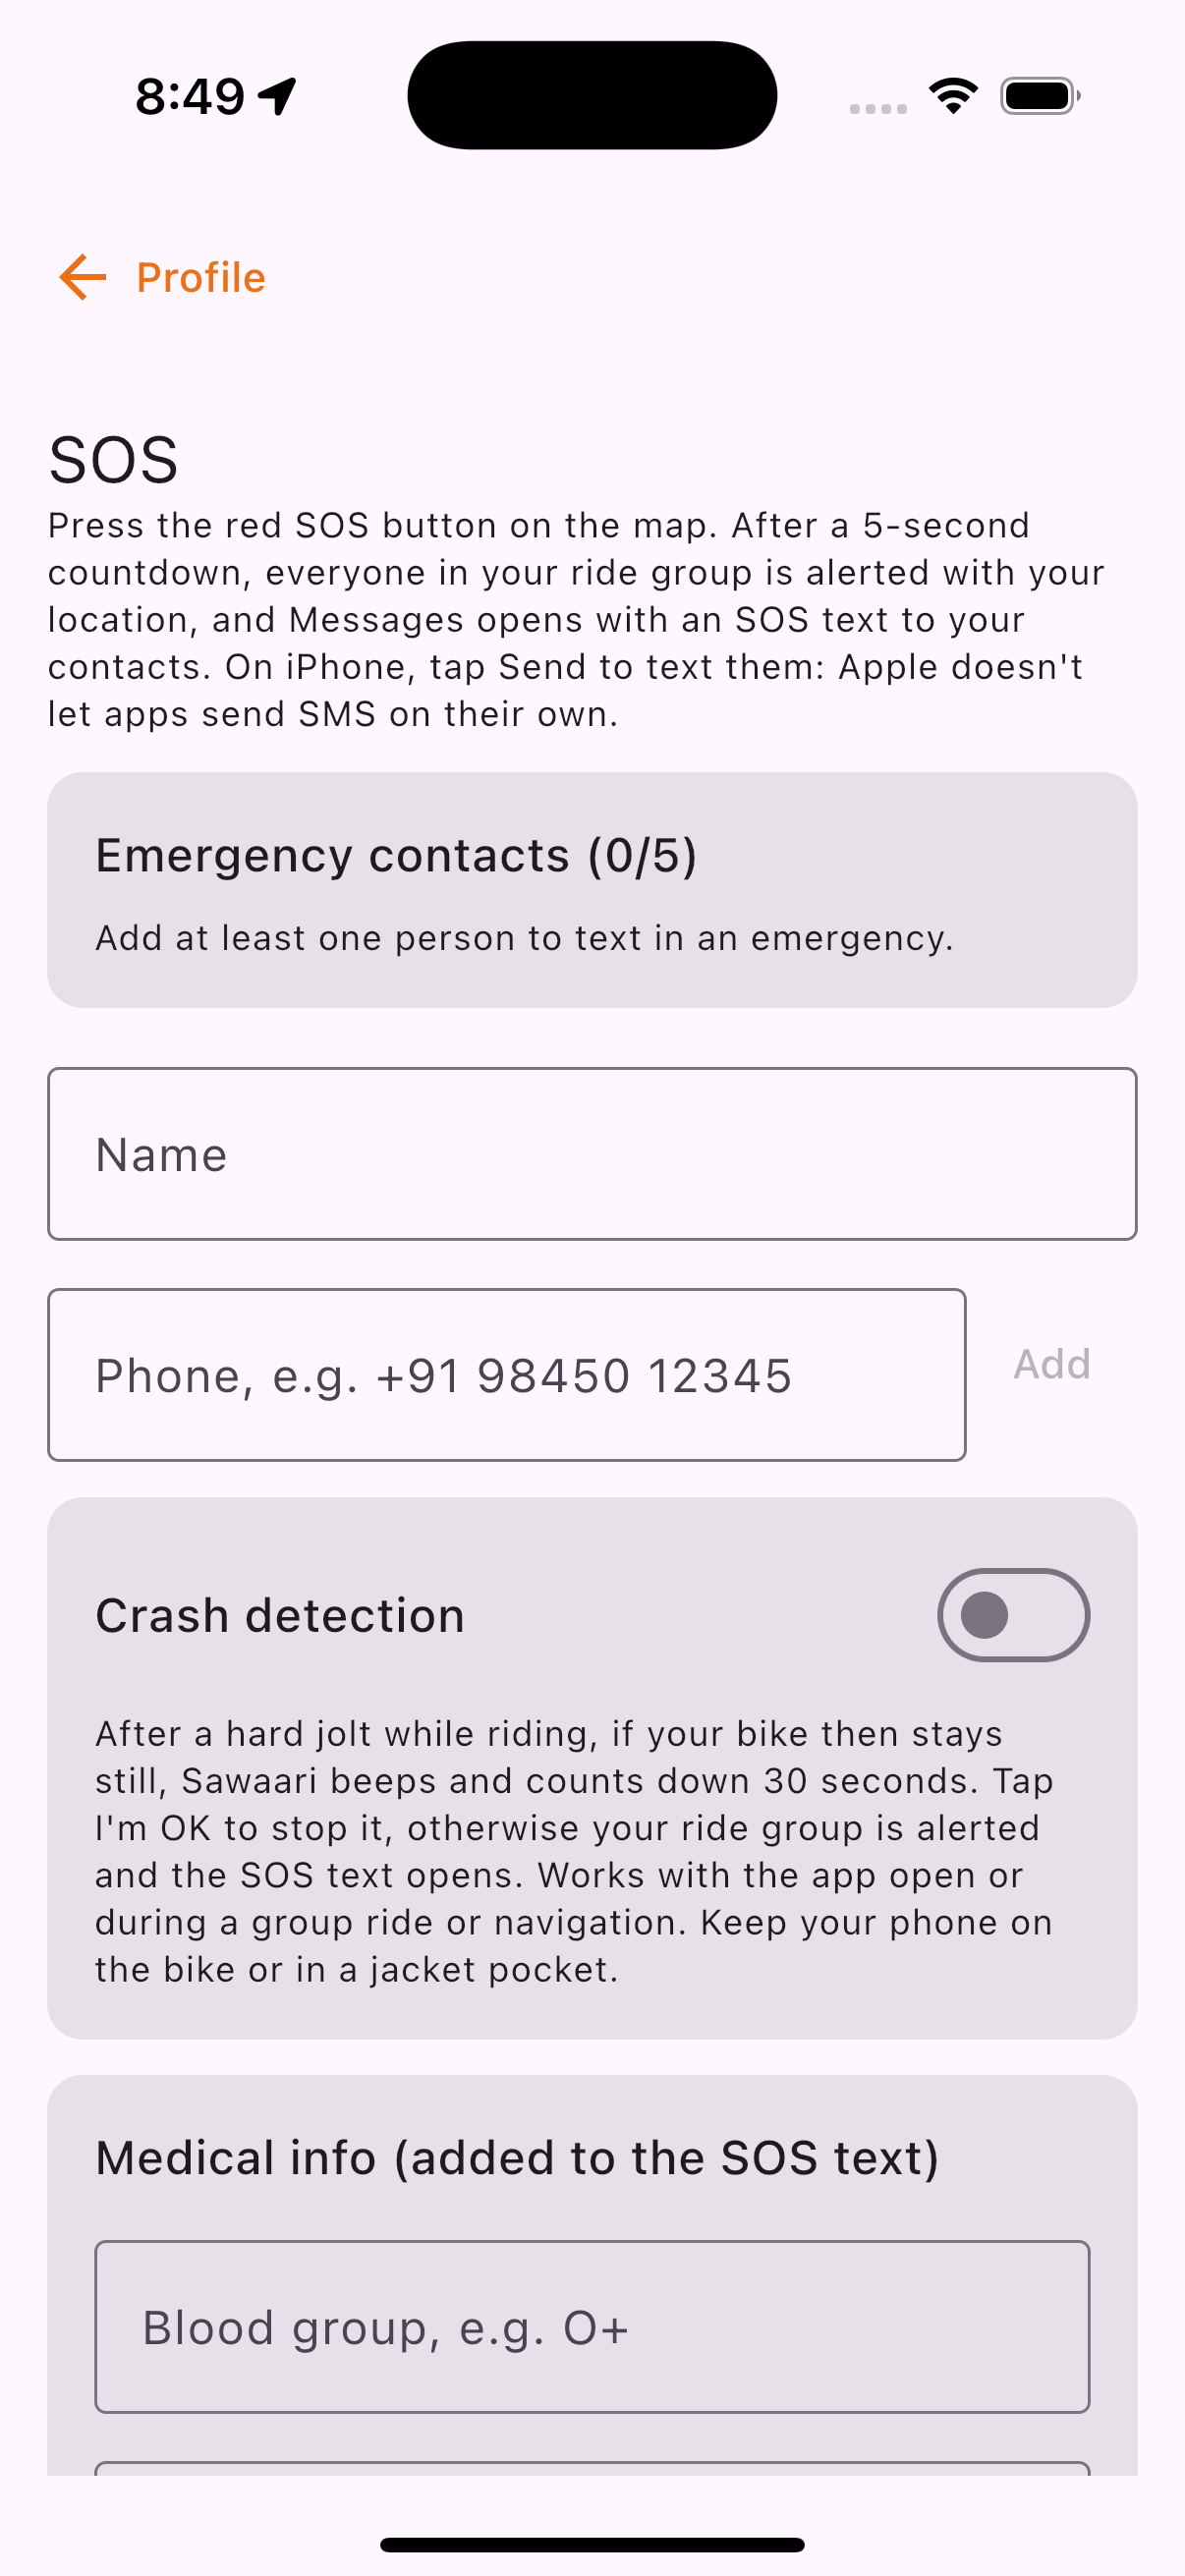 8:49
Profile
SOS
Press the red SOS button on the map. After a 5-second
countdown, everyone in your ride group is alerted with your
location, and Messages opens with an SOS text to your
contacts. On iPhone, tap Send to text them: Apple doesn't
let apps send SMS on their own.
Emergency contacts (0/5)
Add at least one person to text in an emergency.
Name
Phone, e.g. +91 98450 12345
Add
Crash detection
After a hard jolt while riding, if your bike then stays
still, Sawaari beeps and counts down 30 seconds. Tap
I'm OK to stop it, otherwise your ride group is alerted
and the SOS text opens. Works with the app open or
during a group ride or navigation. Keep your phone on
the bike or in a jacket pocket.
Medical info (added to the SOS text)
Blood group, e.g. O+